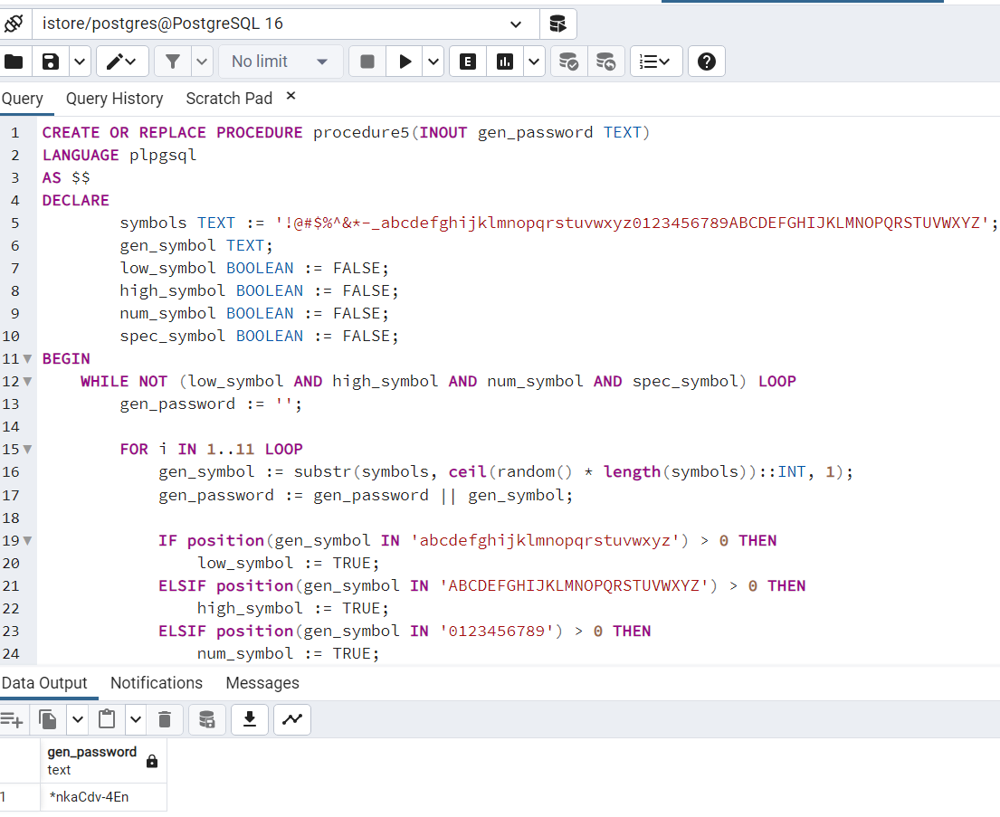 istore/postgres@PostgreSQL 16
No limit
E
Query Query History Scratch Pad ×
1 CREATE OR REPLACE PROCEDURE procedure5(INOUT gen_password TEXT)
2 LANGUAGE plpgsql
3 AS $$
4 DECLARE
5 symbols TEXT := '!@#$%^&*-_abcdefghijklmnopqrstuvwxyz0123456789ABCDEFGHIJKLMNOPQRSTUVWXYZ';
6 gen_symbol TEXT;
7 low_symbol BOOLEAN := FALSE;
8 high_symbol BOOLEAN := FALSE;
9 num_symbol BOOLEAN := FALSE;
10 spec_symbol BOOLEAN := FALSE;
11 BEGIN
12 WHILE NOT (low_symbol AND high_symbol AND num_symbol AND spec_symbol) LOOP
13 gen_password := '';
14
15 FOR i IN 1..11 LOOP
16 gen_symbol := substr(symbols, ceil(random() * length(symbols))::INT, 1);
17 gen_password := gen_password || gen_symbol;
18
19 IF position(gen_symbol IN 'abcdefghijklmnopqrstuvwxyz') > 0 THEN
20 low_symbol := TRUE;
21 ELSIF position(gen_symbol IN 'ABCDEFGHIJKLMNOPQRSTUVWXYZ') > 0 THEN
22 high_symbol := TRUE;
23 ELSIF position(gen_symbol IN '0123456789') > 0 THEN
24 num_symbol := TRUE;
Data Output Notifications Messages
gen_password
text
1 *nkaCdv-4En